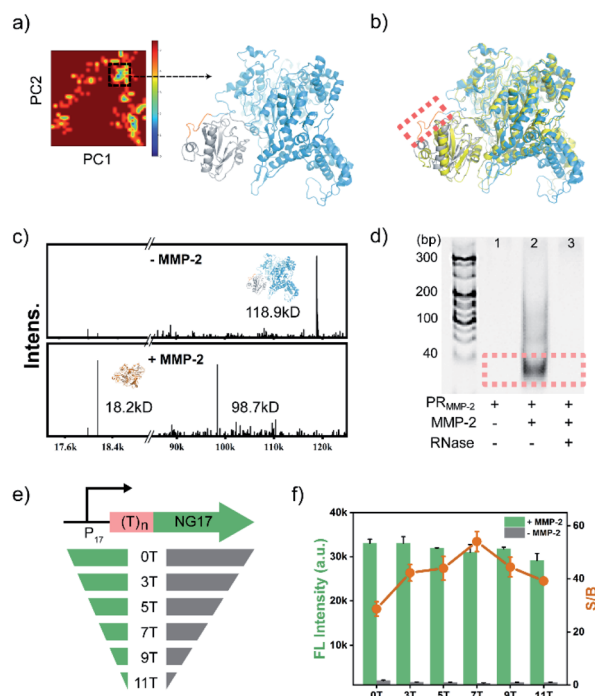 a)
PC2
PC1
b)
c)
- MMP-2
118.9kD
+ MMP-2
18.2kD
98.7kD
Intens.
17.6k 18.4k 90k 100k 110k 120k
d)
(bp) 1 2 3
300
200
100
40
PRMMP-2 + + +
MMP-2 - + +
RNase - - +
e)
P17 (T)n NG17
0T
3T
5T
7T
9T
11T
f)
+ MMP-2
- MMP-2
FL Intensity (a.u.)
40k
30k
20k
10k
S/B
60
40
20
0
0T 3T 5T 7T 9T 11T